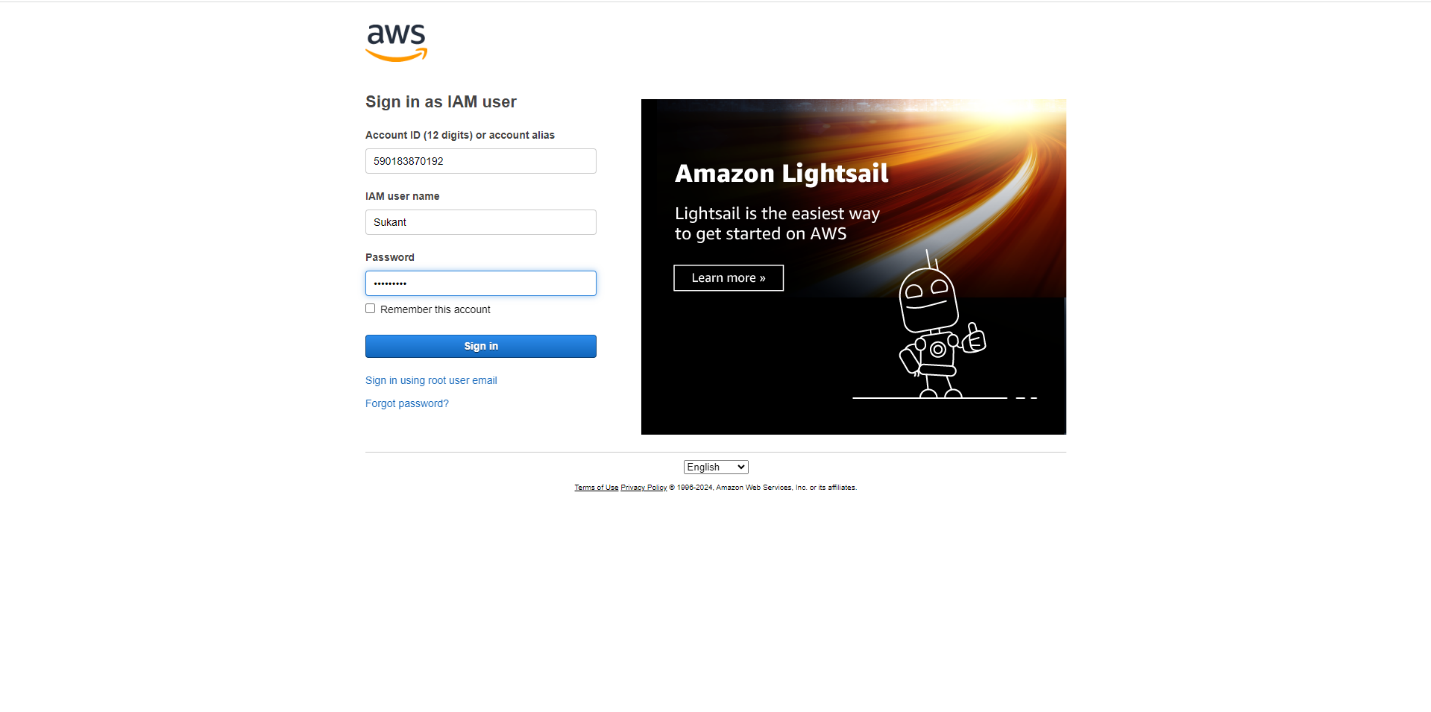 aws
Sign in as IAM user
Account ID (12 digits) or account alias
590183870192
IAM user name
Sukant
Password
•••••••••
Remember this account
Sign in
Sign in using root user email
Forgot password?
Amazon Lightsail
Lightsail is the easiest way
to get started on AWS
Learn more »
English
Terms of Use Privacy Policy © 1996-2024, Amazon Web Services, Inc. or its affiliates.